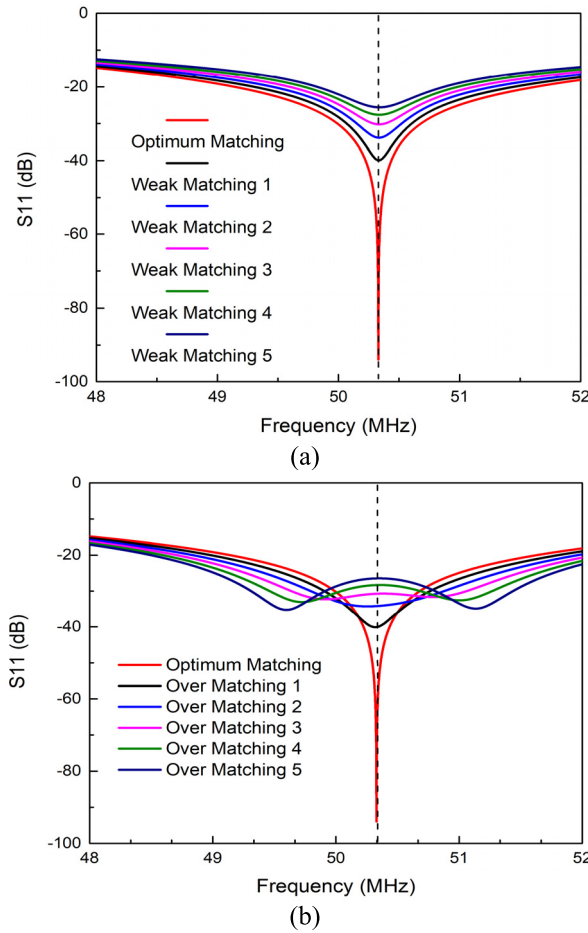 0
-20
-40
-60
-80
-100
S11 (dB)
Optimum Matching
Weak Matching 1
Weak Matching 2
Weak Matching 3
Weak Matching 4
Weak Matching 5
48 49 50 51 52
Frequency (MHz)
(a)
0
-20
-40
-60
-80
-100
S11 (dB)
Optimum Matching
Over Matching 1
Over Matching 2
Over Matching 3
Over Matching 4
Over Matching 5
48 49 50 51 52
Frequency (MHz)
(b)